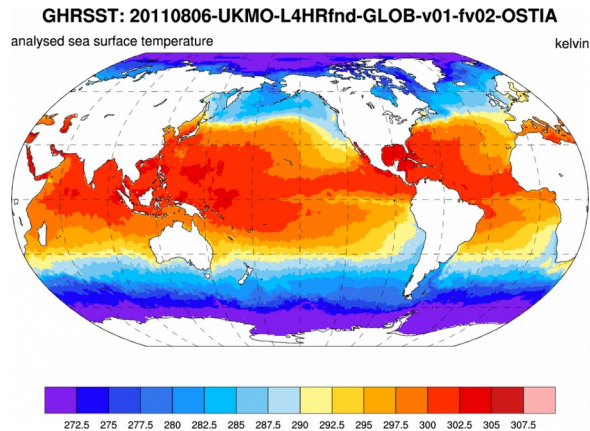 GHRSST: 20110806-UKMO-L4HRfnd-GLOB-v01-fv02-OSTIA
analysed sea surface temperature kelvin
272.5 275 277.5 280 282.5 285 287.5 290 292.5 295 297.5 300 302.5 305 307.5